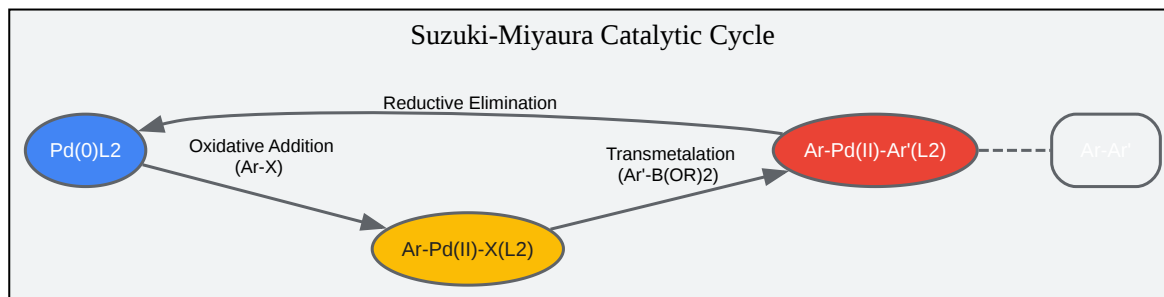 Suzuki-Miyaura Catalytic Cycle
Reductive Elimination
Pd(0)L2
Oxidative Addition
(Ar-X)
Transmetalation
(Ar'-B(OR)2)
Ar-Pd(II)-Ar'(L2)
Ar-Ar'
Ar-Pd(II)-X(L2)